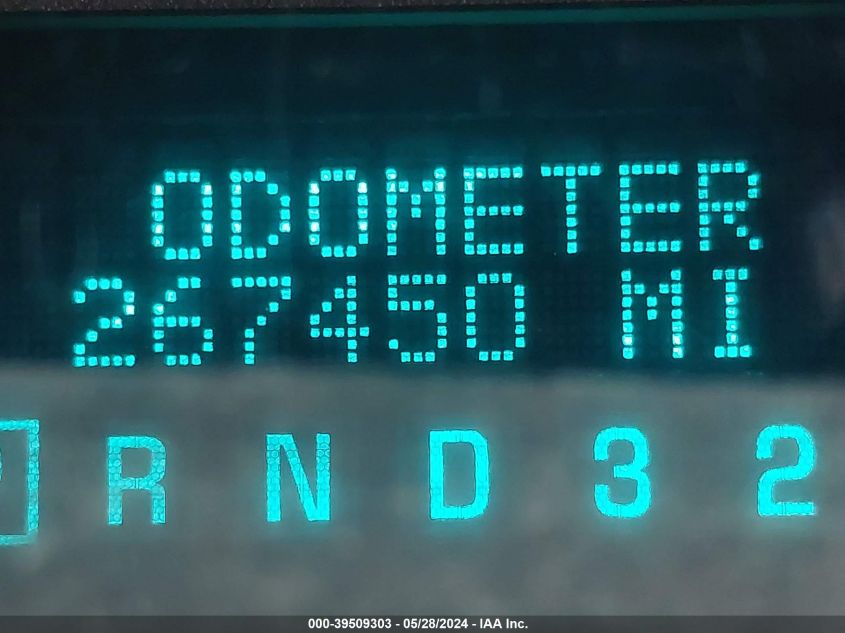 ODOMETER
267450 MI
R N D 3 2
000-39509303 - 05/28/2024 - IAA Inc.